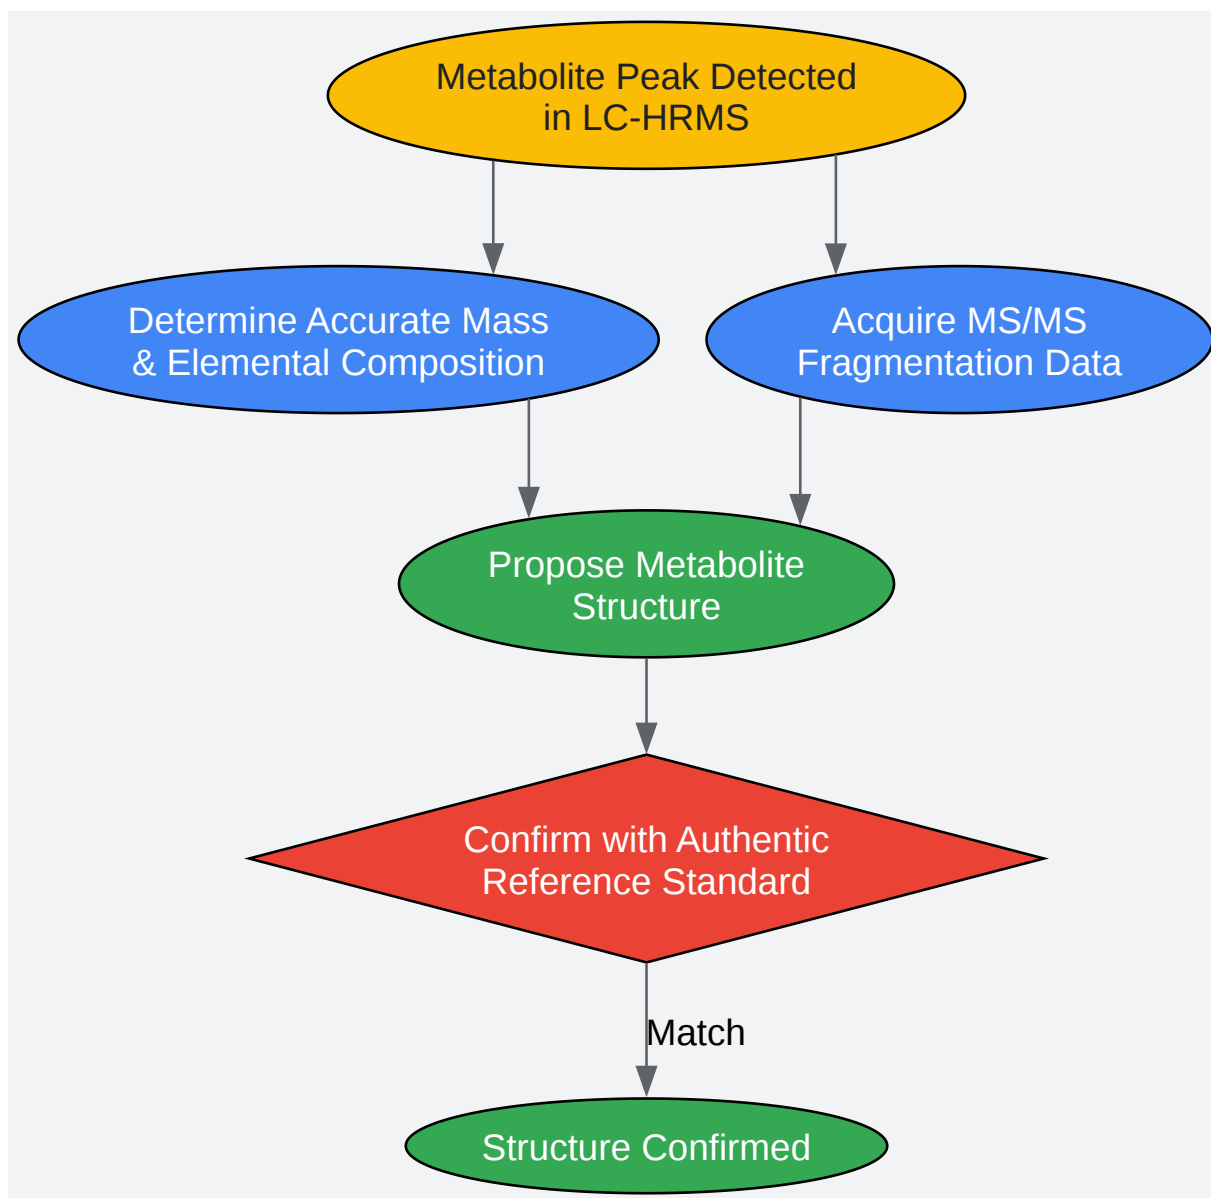 Metabolite Peak Detected
in LC-HRMS
Determine Accurate Mass
& Elemental Composition
Acquire MS/MS
Fragmentation Data
Propose Metabolite
Structure
Confirm with Authentic
Reference Standard
Match
Structure Confirmed